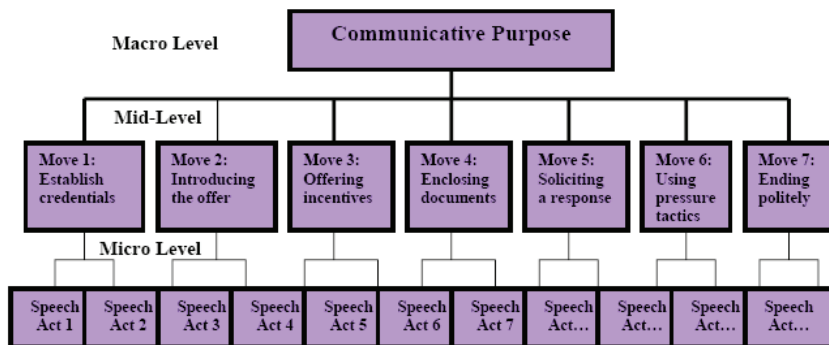 Macro Level
Communicative Purpose
Mid-Level
Move 1:
Establish
credentials
Move 2:
Introducing
the offer
Move 3:
Offering
incentives
Move 4:
Enclosing
documents
Move 5:
Soliciting
a response
Move 6:
Using
pressure
tactics
Move 7:
Ending
politely
Micro Level
Speech
Act 1
Speech
Act 2
Speech
Act 3
Speech
Act 4
Speech
Act 5
Speech
Act 6
Speech
Act 7
Speech
Act…
Speech
Act…
Speech
Act…
Speech
Act…